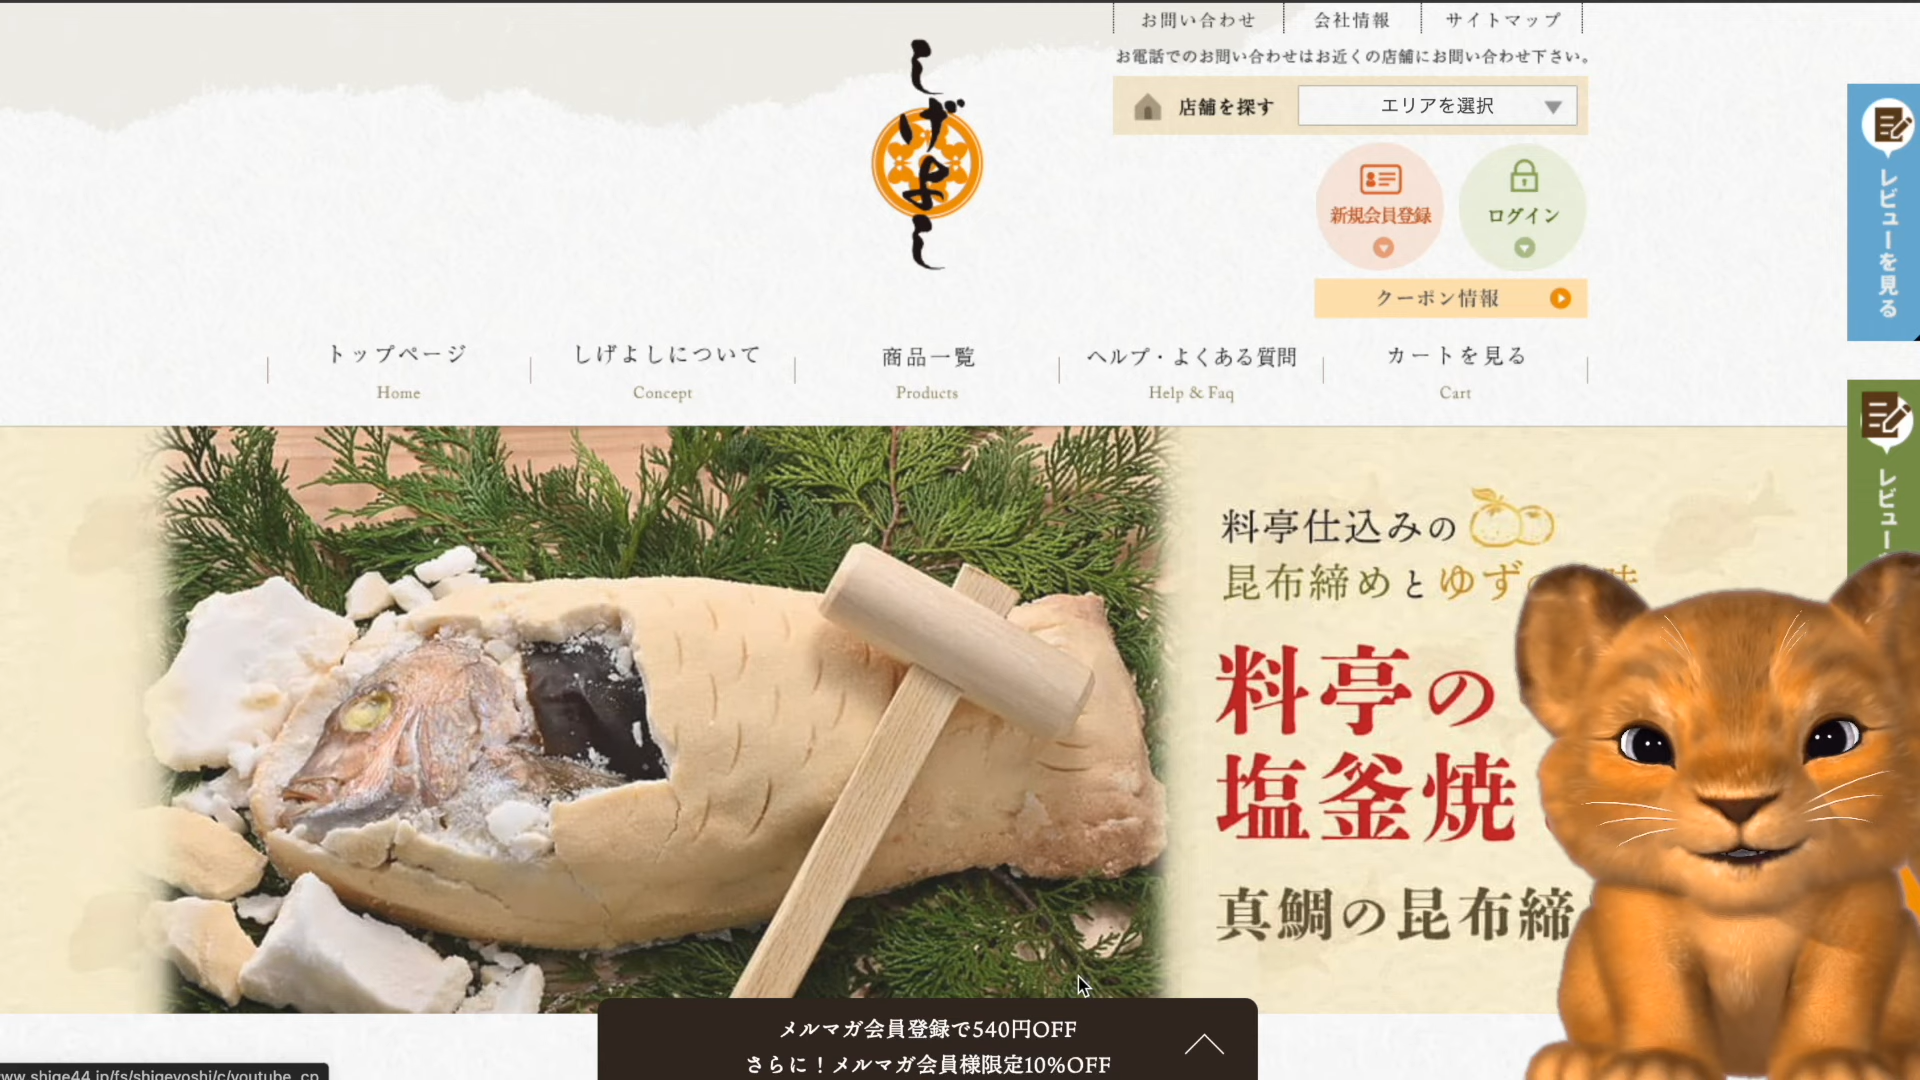 お問い合わせ
会社情報
サイトマップ
お電話でのお問い合わせはお近くの店舗にお問い合わせ下さい。
しげよし
店舗を探す
エリアを選択
新規会員登録
ログイン
クーポン情報
レビューを見る
トップページ
Home
しげよしについて
Concept
商品一覧
Products
ヘルプ・よくある質問
Help & Faq
カートを見る
Cart
レビュー
料亭仕込みの
昆布締めとゆず
料亭の
塩釜焼
真鯛の昆布締
メルマガ会員登録で540円OFF
さらに！メルマガ会員様限定10%OFF
ww.shige44.jp/fs/shigeyoshi/c/youtube_cp